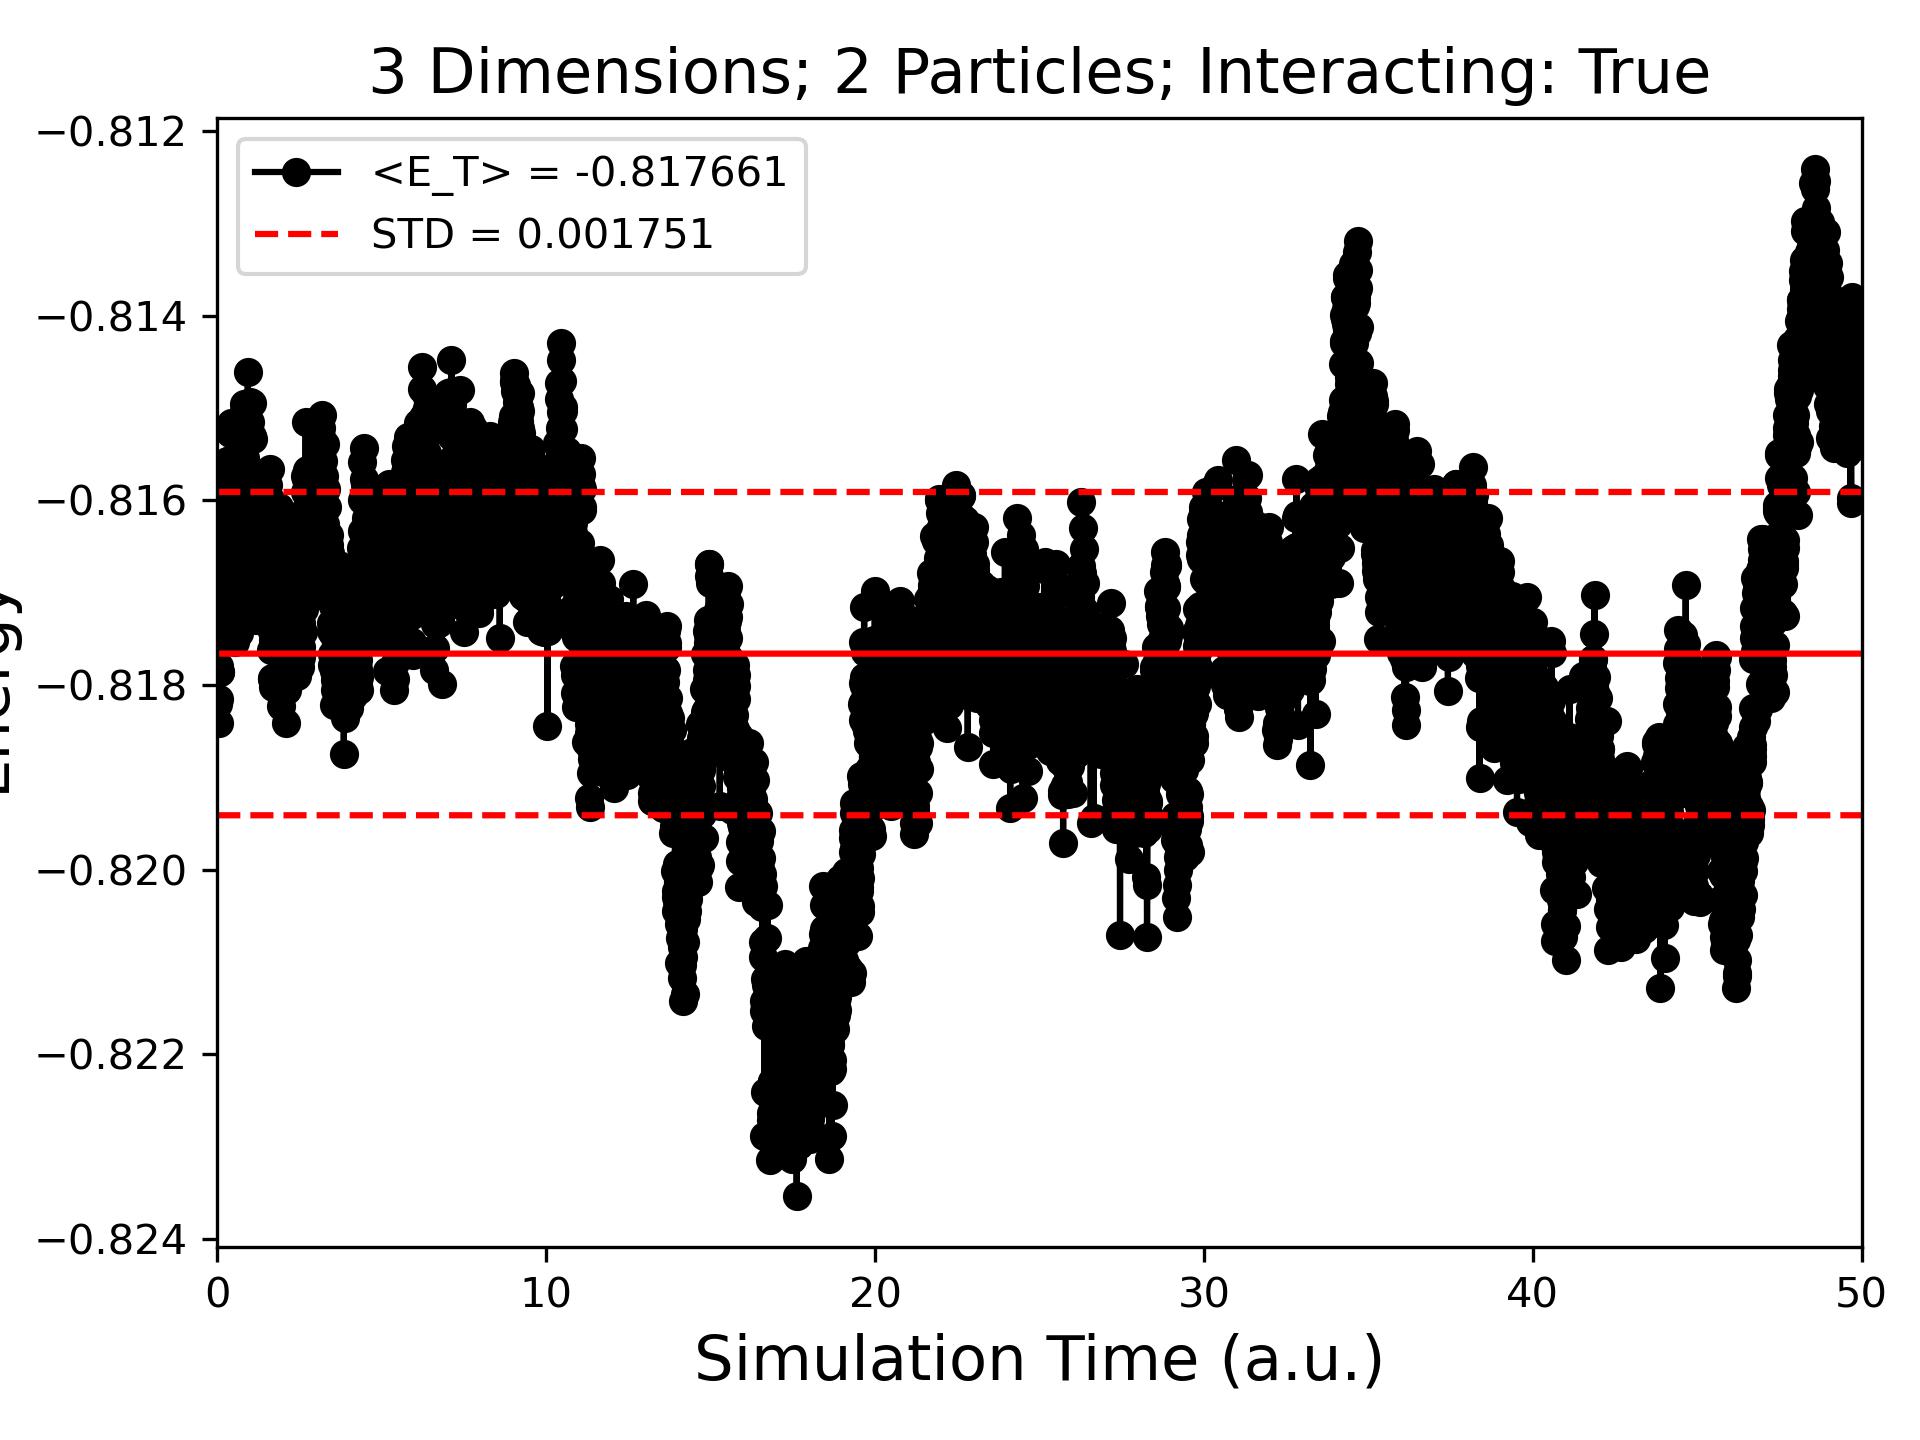 3 Dimensions; 2 Particles; Interacting: True
<E_T> = -0.817661
STD = 0.001751
−0.812
−0.814
−0.816
−0.818
−0.820
−0.822
−0.824
Energy
0 10 20 30 40 50
Simulation Time (a.u.)